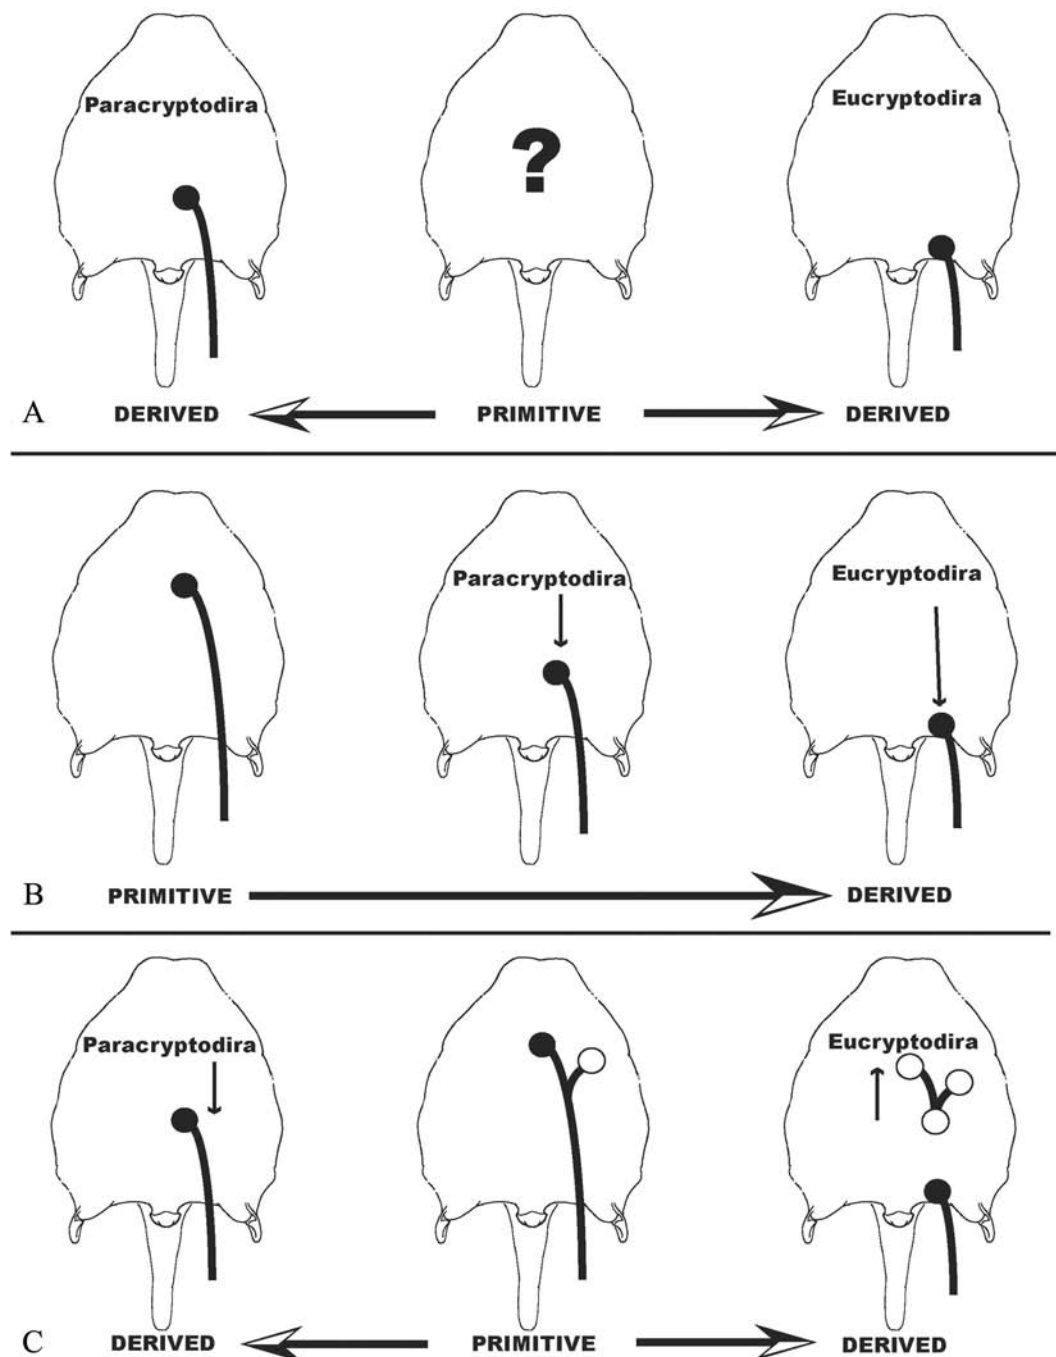 Paracryptodira
?
Eucryptodira
A
DERIVED
PRIMITIVE
DERIVED
Paracryptodira
Eucryptodira
B
PRIMITIVE
DERIVED
Paracryptodira
Eucryptodira
C
DERIVED
PRIMITIVE
DERIVED